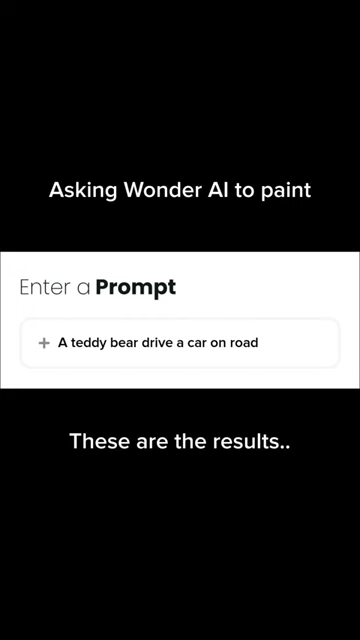 Asking Wonder AI to paint
Enter a Prompt
+ A teddy bear drive a car on road
These are the results..